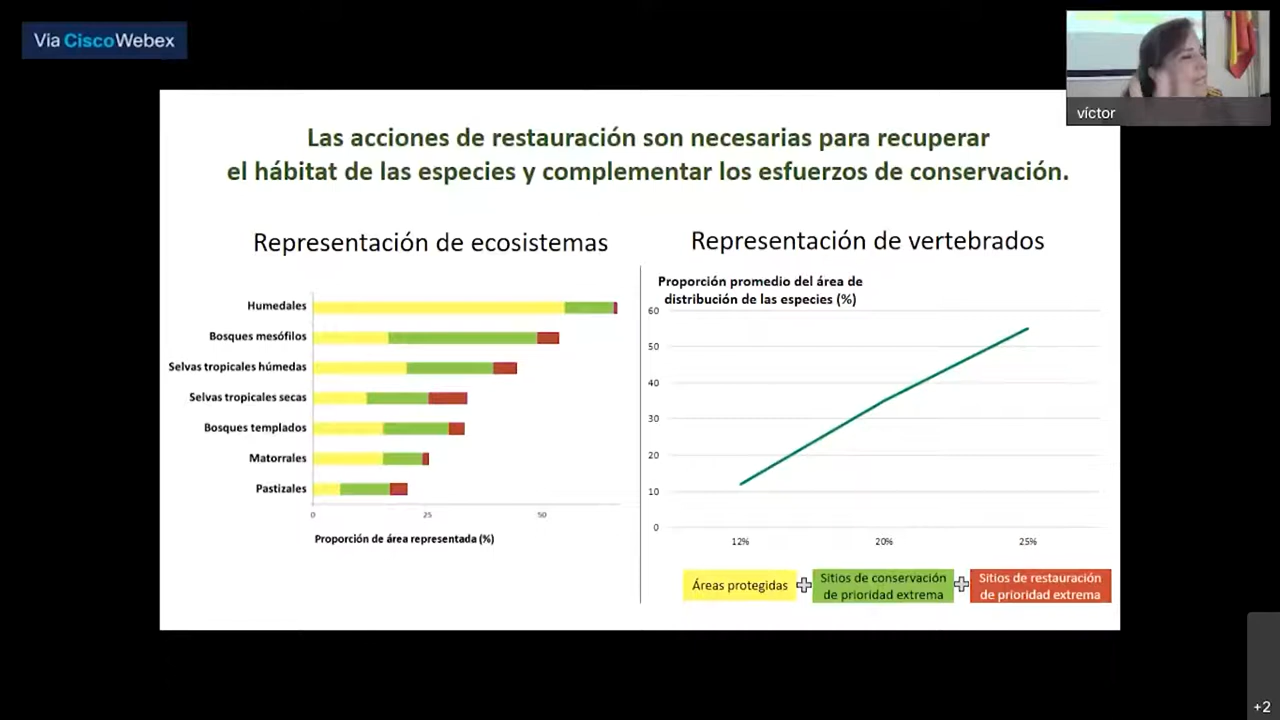 Vía CiscoWebex
víctor
Las acciones de restauración son necesarias para recuperar
el hábitat de las especies y complementar los esfuerzos de conservación.
Representación de ecosistemas
Humedales
Bosques mesófilos
Selvas tropicales húmedas
Selvas tropicales secas
Bosques templados
Matorrales
Pastizales
0 25 50
Proporción de área representada (%)
Representación de vertebrados
Proporción promedio del área de
distribución de las especies (%)
60
50
40
30
20
10
0
12% 20% 25%
Áreas protegidas
Sitios de conservación
de prioridad extrema
Sitios de restauración
de prioridad extrema
+2